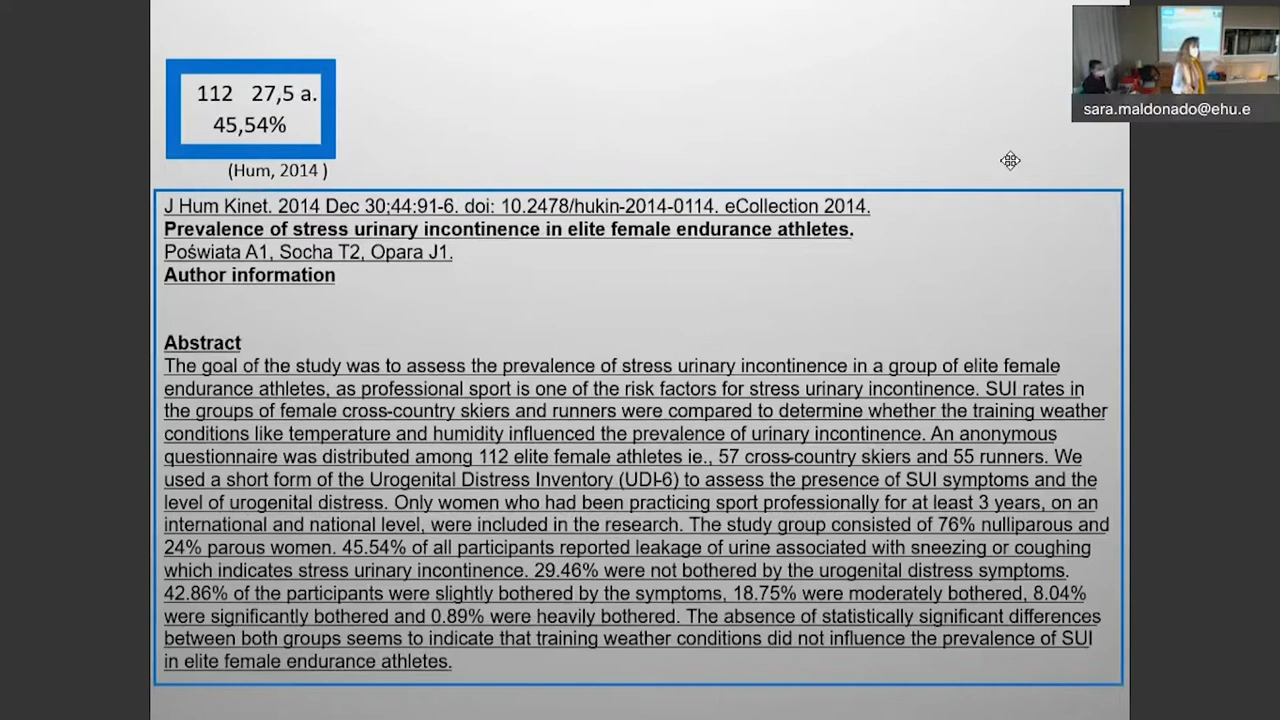 112 27,5 a.
45,54%
(Hum, 2014 )
sara.maldonado@ehu.e
J Hum Kinet. 2014 Dec 30;44:91-6. doi: 10.2478/hukin-2014-0114. eCollection 2014.
Prevalence of stress urinary incontinence in elite female endurance athletes.
Poświata A1, Socha T2, Opara J1.
Author information
Abstract
The goal of the study was to assess the prevalence of stress urinary incontinence in a group of elite female
endurance athletes, as professional sport is one of the risk factors for stress urinary incontinence. SUI rates in
the groups of female cross-country skiers and runners were compared to determine whether the training weather
conditions like temperature and humidity influenced the prevalence of urinary incontinence. An anonymous
questionnaire was distributed among 112 elite female athletes ie., 57 cross-country skiers and 55 runners. We
used a short form of the Urogenital Distress Inventory (UDI-6) to assess the presence of SUI symptoms and the
level of urogenital distress. Only women who had been practicing sport professionally for at least 3 years, on an
international and national level, were included in the research. The study group consisted of 76% nulliparous and
24% parous women. 45.54% of all participants reported leakage of urine associated with sneezing or coughing
which indicates stress urinary incontinence. 29.46% were not bothered by the urogenital distress symptoms.
42.86% of the participants were slightly bothered by the symptoms, 18.75% were moderately bothered, 8.04%
were significantly bothered and 0.89% were heavily bothered. The absence of statistically significant differences
between both groups seems to indicate that training weather conditions did not influence the prevalence of SUI
in elite female endurance athletes.